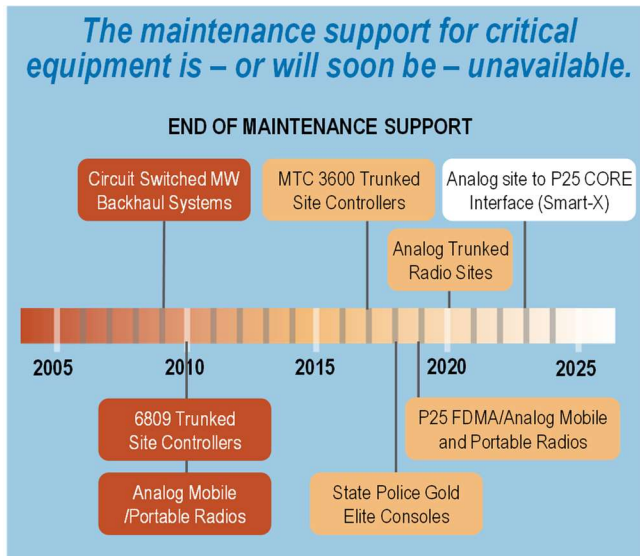 The maintenance support for critical
equipment is – or will soon be – unavailable.
END OF MAINTENANCE SUPPORT
Circuit Switched MW
Backhaul Systems
MTC 3600 Trunked
Site Controllers
Analog site to P25 CORE
Interface (Smart-X)
Analog Trunked
Radio Sites
2005
2010
2015
2020
2025
6809 Trunked
Site Controllers
P25 FDMA/Analog Mobile
and Portable Radios
Analog Mobile
/Portable Radios
State Police Gold
Elite Consoles